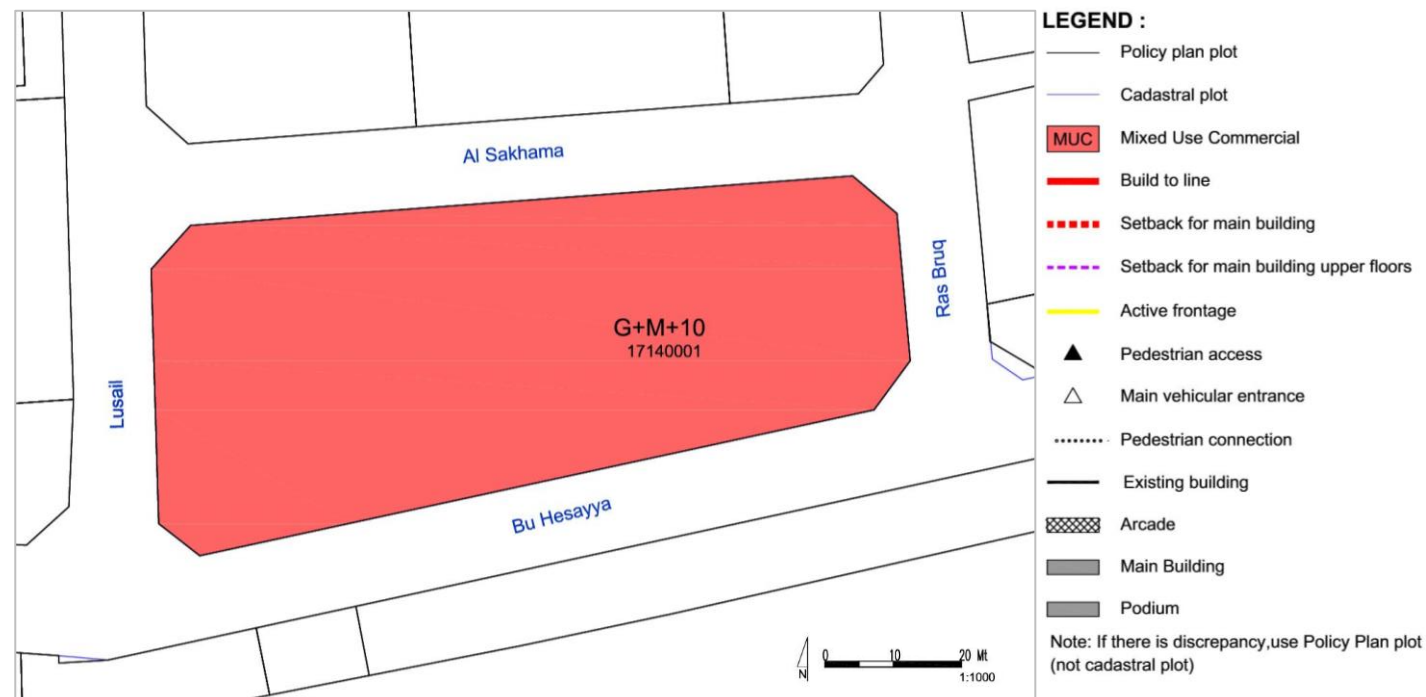 Al Sakhama
G+M+10
17140001
Ras Bruq
Lusail
Bu Hesayya
N
0 10 20 Mt
1:1000
LEGEND :
Policy plan plot
Cadastral plot
MUC Mixed Use Commercial
Build to line
Setback for main building
Setback for main building upper floors
Active frontage
Pedestrian access
Main vehicular entrance
Pedestrian connection
Existing building
Arcade
Main Building
Podium
Note: If there is discrepancy,use Policy Plan plot
(not cadastral plot)